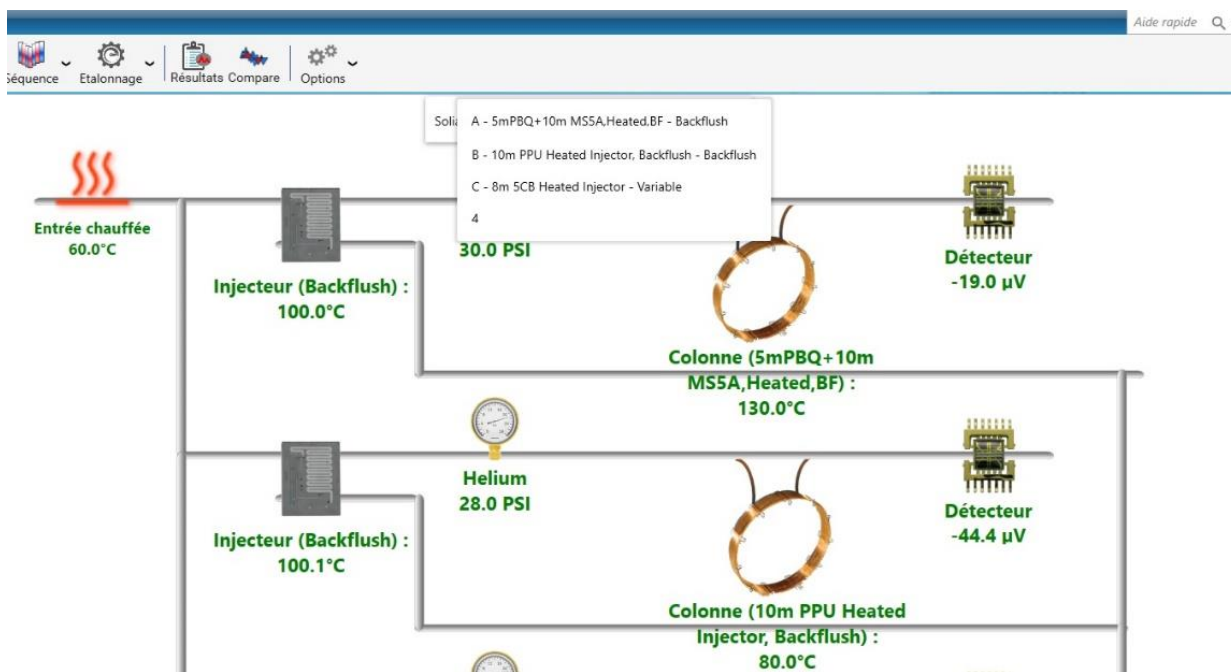 Aide rapide
Séquence
Etalonnage
Résultats
Compare
Options
Solia
A - 5mPBQ+10m MS5A,Heated.BF - Backflush
B - 10m PPU Heated Injector, Backflush - Backflush
C - 8m 5CB Heated Injector - Variable
4
Entrée chauffée
60.0°C
Injecteur (Backflush) :
100.0°C
30.0 PSI
Détecteur
-19.0 µV
Colonne (5mPBQ+10m
MS5A,Heated,BF) :
130.0°C
Helium
28.0 PSI
Injecteur (Backflush) :
100.1°C
Détecteur
-44.4 µV
Colonne (10m PPU Heated
Injector, Backflush) :
80.0°C